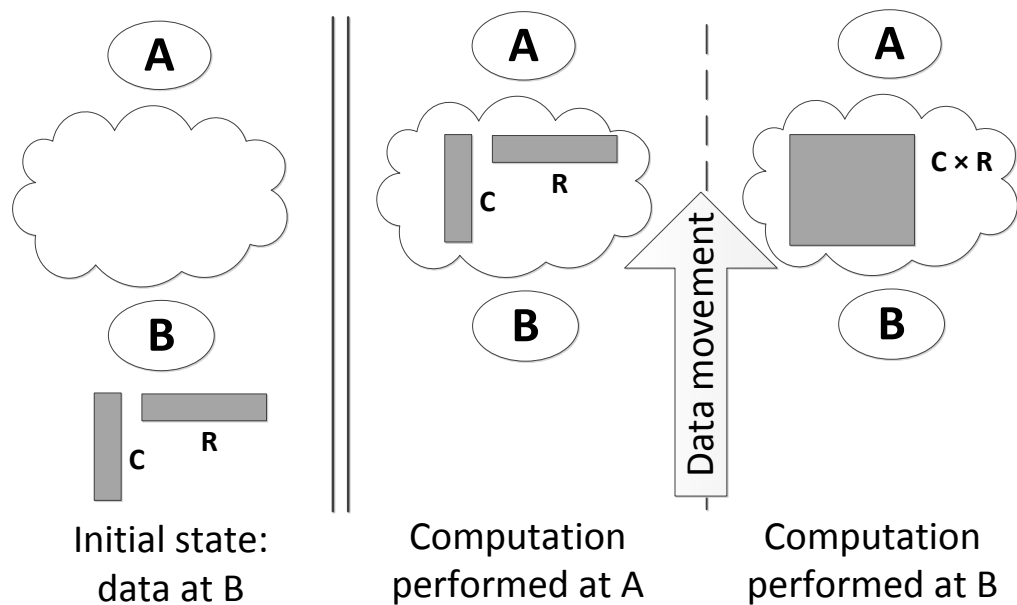 A
B
C
R
Initial state:
data at B
A
C
R
B
Computation
performed at A
Data movement
A
C × R
B
Computation
performed at B